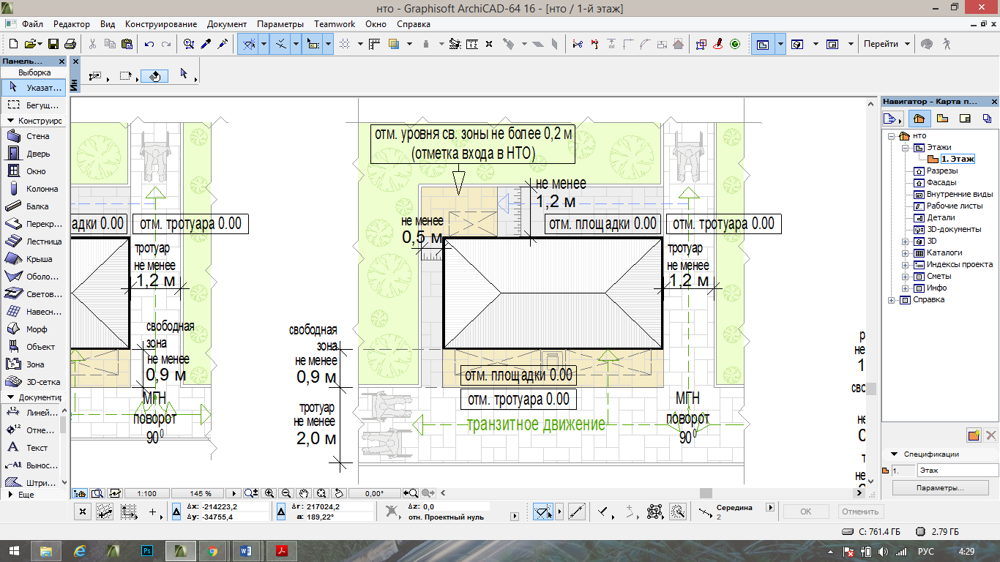 нто - Graphisoft ArchiCAD-64 16 - [нто / 1-й этаж]
Файл Редактор Вид Конструирование Документ Параметры Teamwork Окно Справка
Перейти
Панель...
Выборка
Указат...
Бегущ...
Конструирс
Стена
Дверь
Окно
Колонна
Балка
Перекр...
Лестница
Крыша
Оболо...
Светов...
Навесн...
Морф
Объект
Зона
3D-сетка
Документир
Линей...
Отме...
Текст
Вынос...
Штри...
Еще
Ин
отм. уровня св. зоны не более 0,2 м
(отметка входа в НТО)
не менее
1,2 м
не менее
0,5 м
адки 0.00
отм. тротуара 0.00
отм. площадки 0.00
отм. тротуара 0.00
тротуар
не менее
1,2 м
тротуар
не менее
1,2 м
свободная
зона
не менее
0,9 м
свободная
зона
не менее
0,9 м
отм. площадки 0.00
отм. тротуара 0.00
МГН
поворот
90⁰
тротуар
не менее
2,0 м
транзитное движение
МГН
поворот
90⁰
р
не
1
сво
не
0
т
не
Навигатор - Карта п...
нто
Этажи
1. Этаж
Разрезы
Фасады
Внутренние виды
Рабочие листы
Детали
3D-документы
3D
Каталоги
Индексы проекта
Сметы
Инфо
Справка
Спецификации
1. Этаж
Параметры...
1:100 145 % 0,00°
Δx: -214223,2
Δy: -34755,4
Δr: 217024,2
a: 189,22°
Δz: 0,0
отн. Проектный нуль
Середина
2
ОК Отменить
C: 761.4 ГБ 2.79 ГБ
РУС 4:29